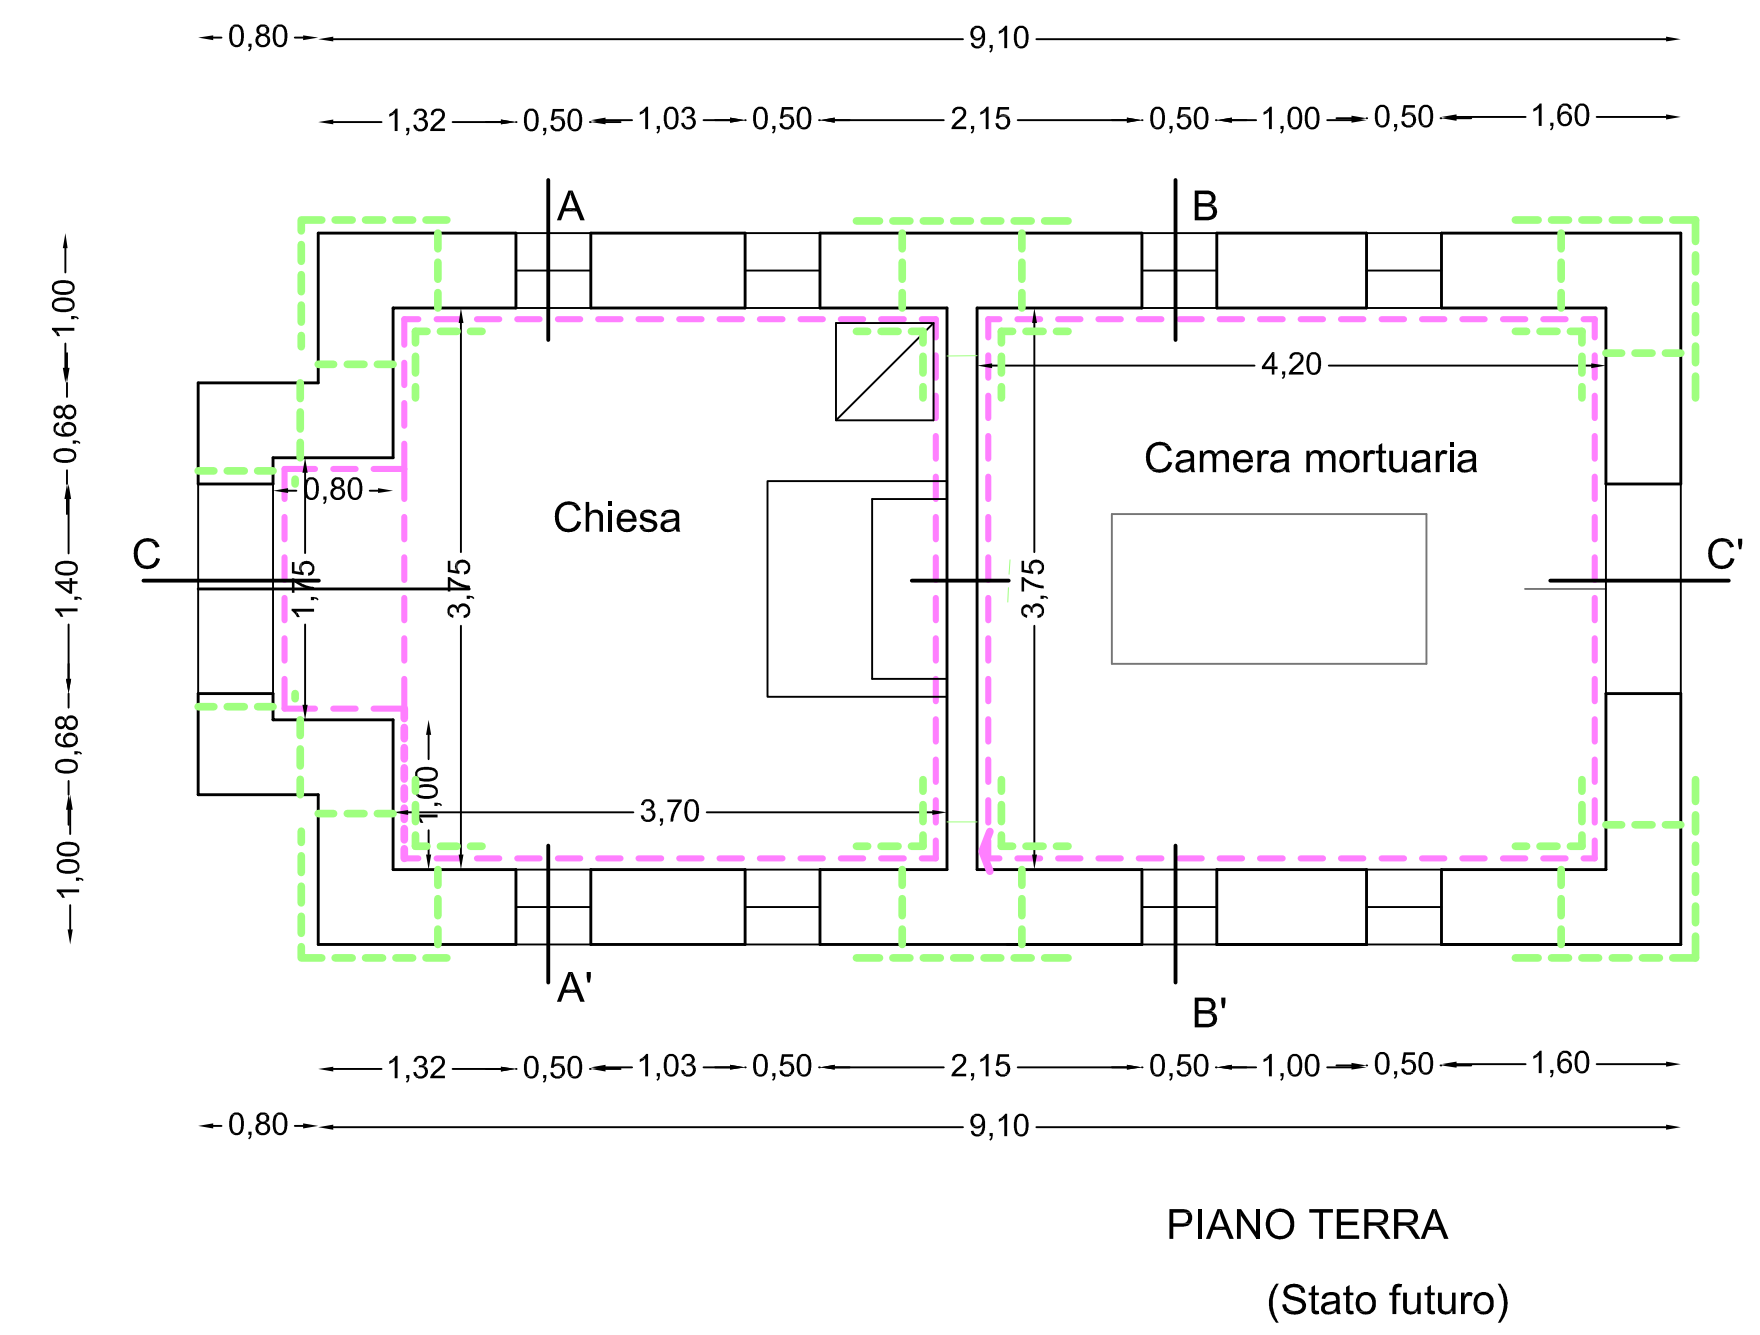 0,80 9,10
1,32 0,50 1,03 0,50 2,15 0,50 1,00 0,50 1,60
A B
1,00
4,20
0,68
Camera mortuaria
0,80
Chiesa
C C'
1,40 1,75 3,75 3,75
0,68
1,00
3,70
1,00
A'
B'
1,32 0,50 1,03 0,50 2,15 0,50 1,00 0,50 1,60
0,80 9,10
PIANO TERRA
(Stato futuro)